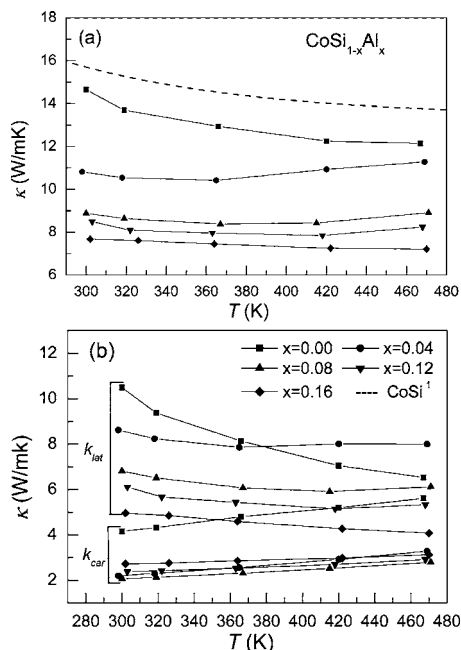 18
(a)
CoSi1-xAlx
16
14
12
10
8
6
κ (W/mK)
300 320 340 360 380 400 420 440 460 480
T (K)
(b)
x=0.00 x=0.04
x=0.08 x=0.12
x=0.16 CoSi1
12
10
8
6
4
2
κ (W/mk)
klat
kcar
280 300 320 340 360 380 400 420 440 460 480
T (K)